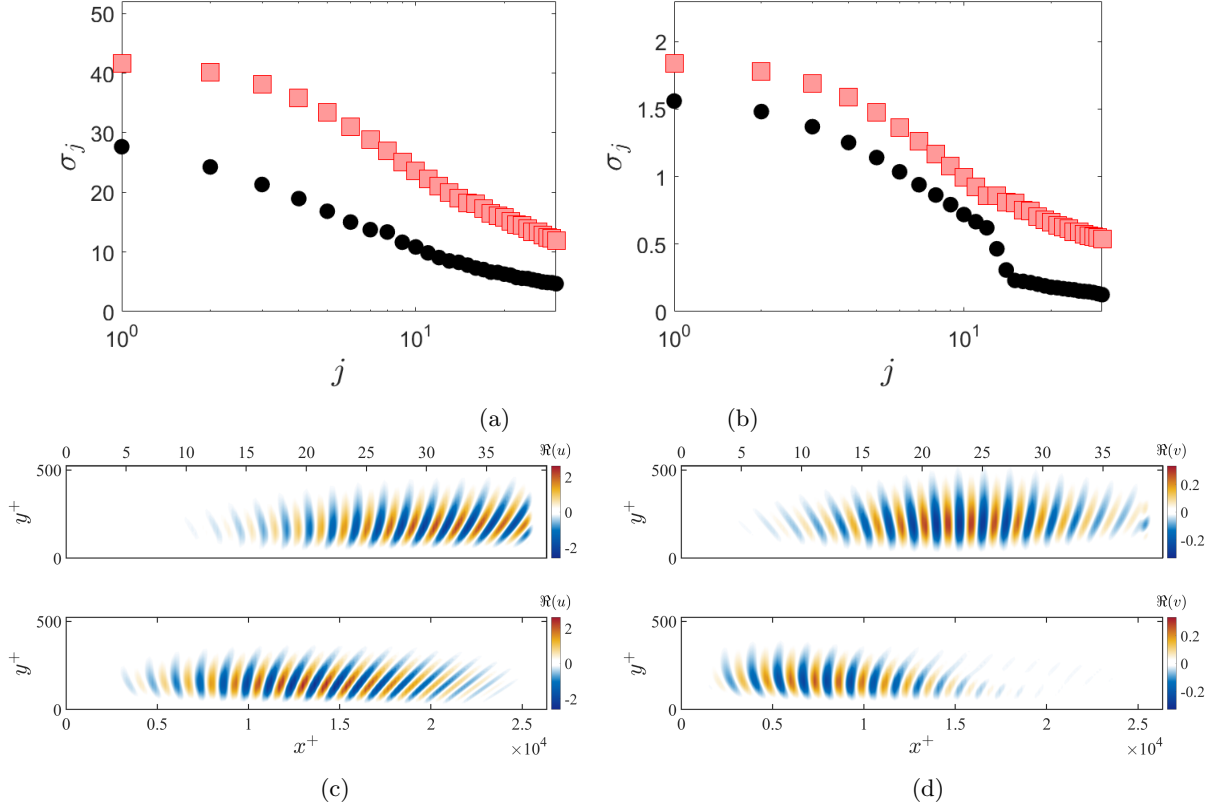 50
40
30
20
10
0
σ_j
10^0
10^1
j
(a)
2
1.5
1
0.5
0
σ_j
10^0
10^1
j
(b)
0 5 10 15 20 25 30 35 ℜ(u)
500
y^+
0
2
0
-2
0 5 10 15 20 25 30 35 ℜ(v)
500
y^+
0
0.2
0
-0.2
ℜ(u)
500
y^+
0
2
0
-2
0 0.5 1 1.5 2 2.5
x^+
×10^4
(c)
ℜ(v)
500
y^+
0
0.2
0
-0.2
0 0.5 1 1.5 2 2.5
x^+
×10^4
(d)